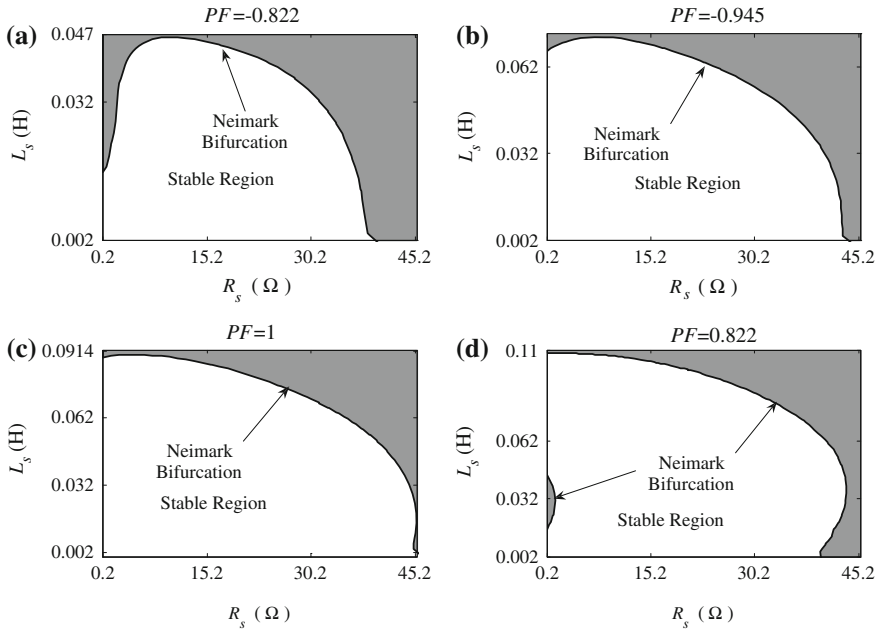 (a)
PF=-0.822
0.047
0.032
0.002
L_s (H)
Neimark
Bifurcation
Stable Region
0.2
15.2
30.2
45.2
R_s (Ω)
(b)
PF=-0.945
0.062
0.032
0.002
L_s (H)
Neimark
Bifurcation
Stable Region
0.2
15.2
30.2
45.2
R_s (Ω)
(c)
PF=1
0.0914
0.062
0.032
0.002
L_s (H)
Neimark
Bifurcation
Stable Region
0.2
15.2
30.2
45.2
R_s (Ω)
(d)
PF=0.822
0.11
0.062
0.032
0.002
L_s (H)
Neimark
Bifurcation
Stable Region
0.2
15.2
30.2
45.2
R_s (Ω)